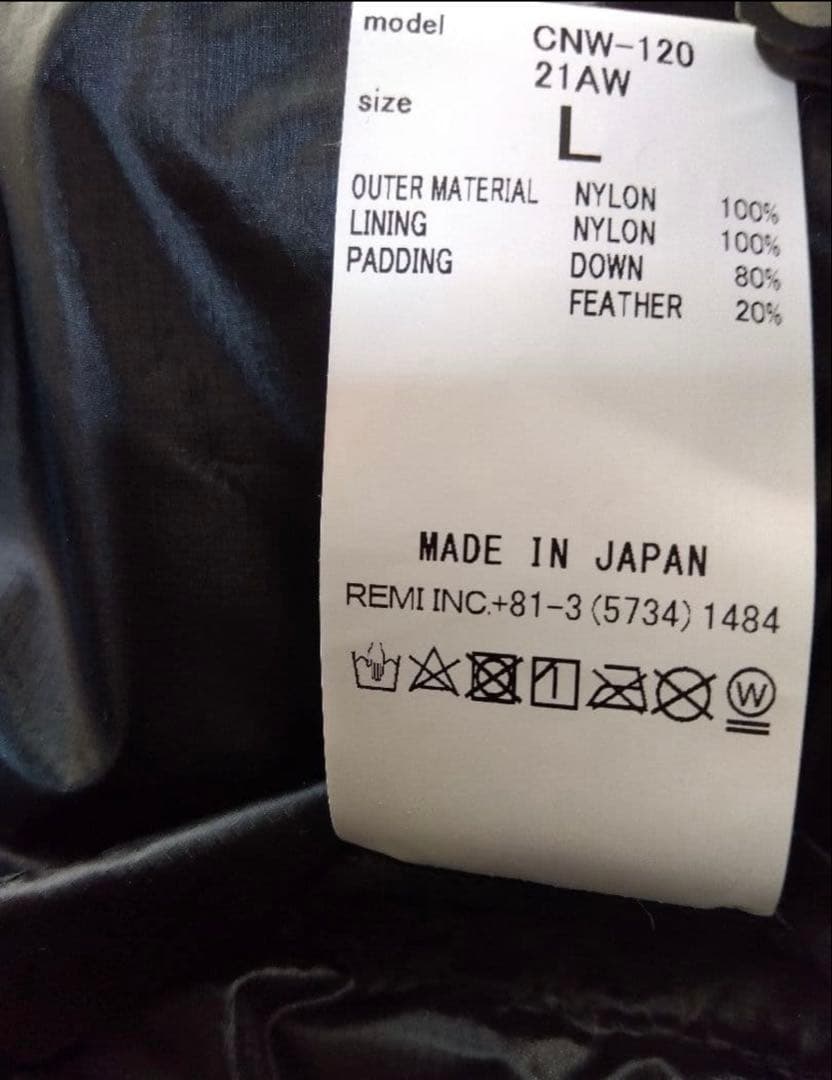 model CNW-120
21AW
size L
OUTER MATERIAL NYLON 100%
LINING NYLON 100%
PADDING DOWN 80%
FEATHER 20%
MADE IN JAPAN
REMI INC.+81-3(5734)1484
W